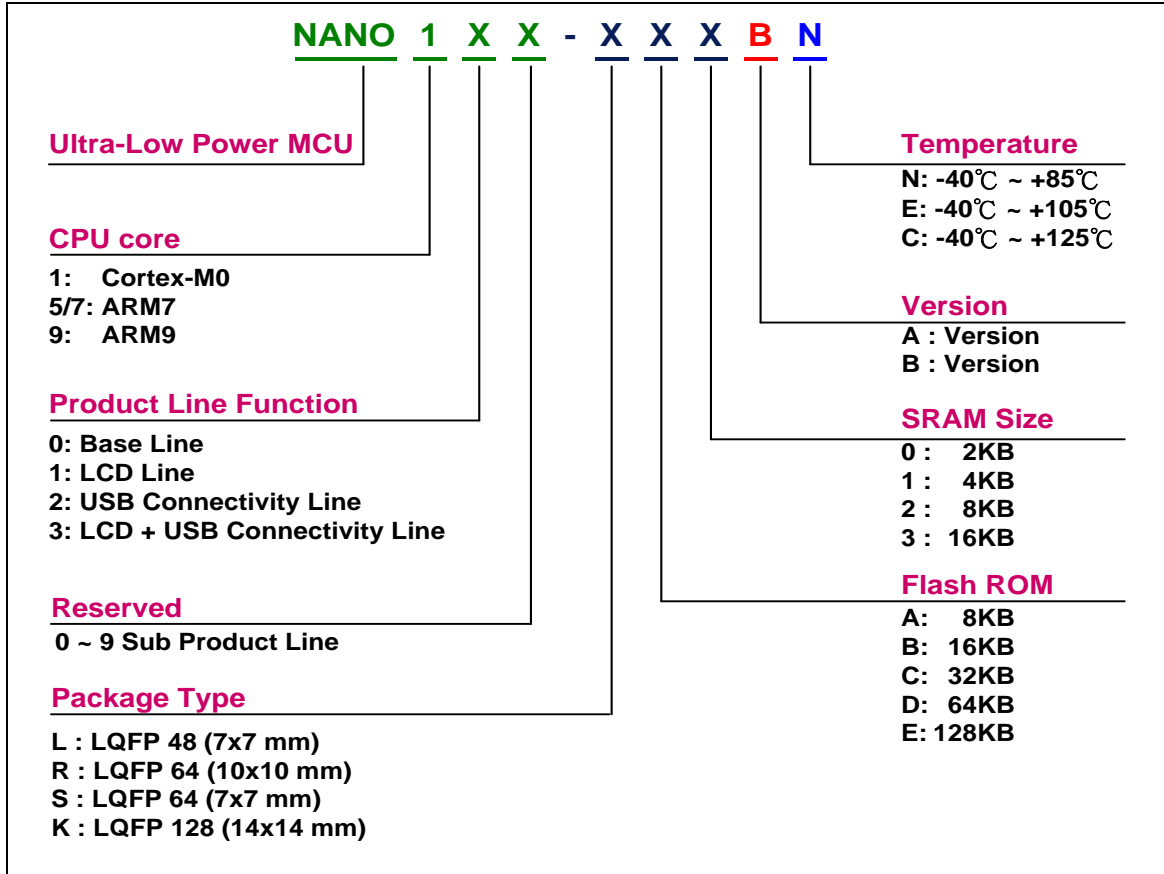 NANO 1 X X - X X X B N
Ultra-Low Power MCU
CPU core
1: Cortex-M0
5/7: ARM7
9: ARM9
Product Line Function
0: Base Line
1: LCD Line
2: USB Connectivity Line
3: LCD + USB Connectivity Line
Reserved
0 ~ 9 Sub Product Line
Package Type
L : LQFP 48 (7x7 mm)
R : LQFP 64 (10x10 mm)
S : LQFP 64 (7x7 mm)
K : LQFP 128 (14x14 mm)
Temperature
N: -40℃ ~ +85℃
E: -40℃ ~ +105℃
C: -40℃ ~ +125℃
Version
A : Version
B : Version
SRAM Size
0 : 2KB
1 : 4KB
2 : 8KB
3 : 16KB
Flash ROM
A: 8KB
B: 16KB
C: 32KB
D: 64KB
E: 128KB